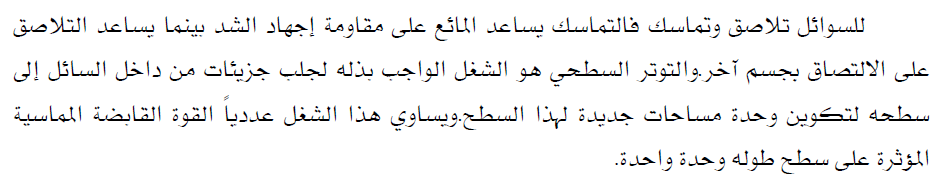 للسوائل تلاصق وتماسك فالتماسك يساعد المائع على مقاومة إجهاد الشد بينما يساعد التلاصق
على الالتصاق بجسم آخر.والتوتر السطحي هو الشغل الواجب بذله لجلب جزيئات من داخل السائل إلى
سطحه لتكوين وحدة مساحات جديدة لهذا السطح.ويساوي هذا الشغل عددياً القوة القابضة المماسية
المؤثرة على سطح طوله وحدة واحدة.